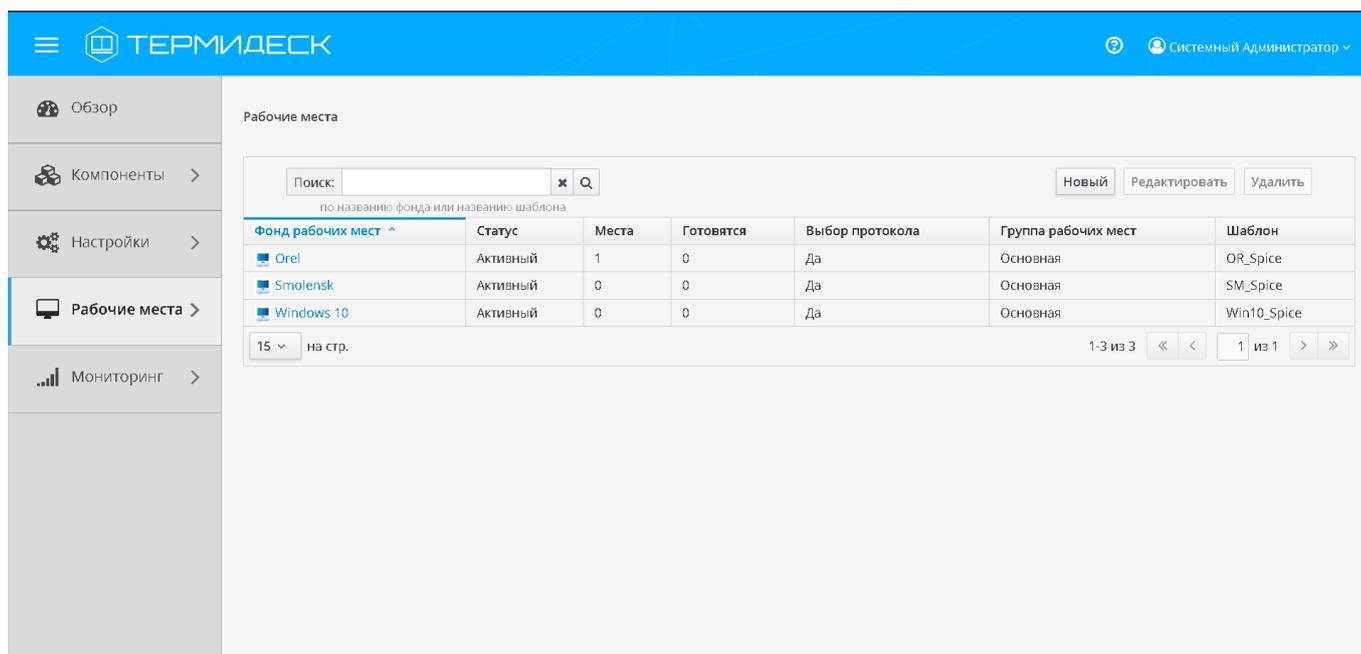 ТЕРМИДЕСК
Системный Администратор
Обзор
Компоненты
Настройки
Рабочие места
Мониторинг
Рабочие места
Поиск:
по названию фонда или названию шаблона
Новый Редактировать Удалить
Фонд рабочих мест Статус Места Готовятся Выбор протокола Группа рабочих мест Шаблон
Orel Активный 1 0 Да Основная OR_Spice
Smolensk Активный 0 0 Да Основная SM_Spice
Windows 10 Активный 0 0 Да Основная Win10_Spice
15 на стр. 1-3 из 3 1 из 1